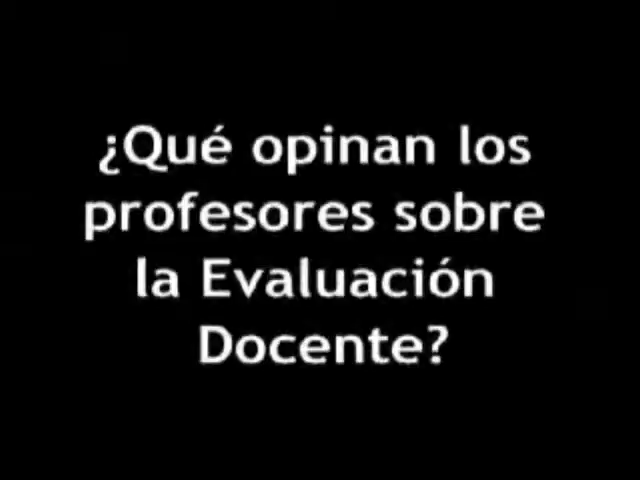 ¿Qué opinan los
profesores sobre
la Evaluación
Docente?